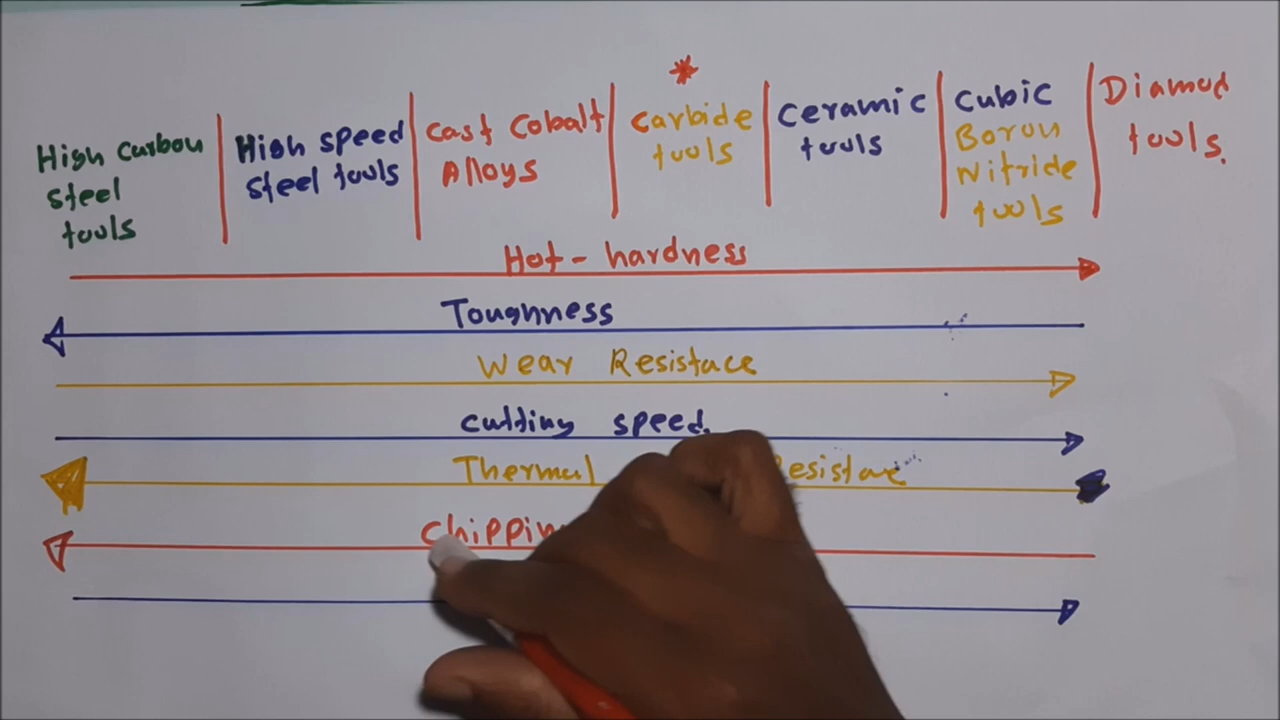 *
High carbon
steel
tools
High speed
steel tools
Cast Cobalt
Alloys
Carbide
tools
Ceramic
tools
Cubic
Boron
Nitride
tools
Diamod
tools.
Hot - hardness
Toughness
Wear Resistace
cutting speed
Thermal